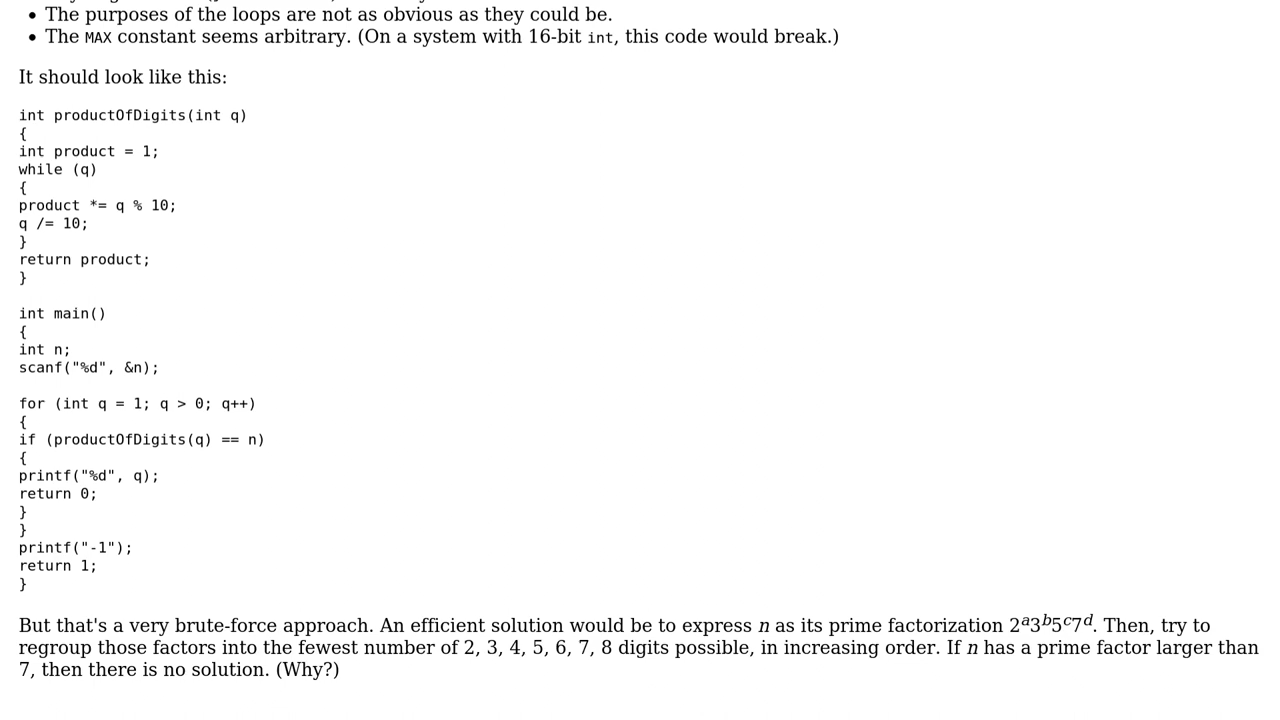 The purposes of the loops are not as obvious as they could be.
The MAX constant seems arbitrary. (On a system with 16-bit int, this code would break.)
It should look like this:
int productOfDigits(int q)
{
int product = 1;
while (q)
{
product *= q % 10;
q /= 10;
}
return product;
}
int main()
{
int n;
scanf("%d", &n);
for (int q = 1; q > 0; q++)
{
if (productOfDigits(q) == n)
{
printf("%d", q);
return 0;
}
}
printf("-1");
return 1;
}
But that's a very brute-force approach. An efficient solution would be to express n as its prime factorization 2ᵃ3ᵇ5ᶜ7ᵈ. Then, try to
regroup those factors into the fewest number of 2, 3, 4, 5, 6, 7, 8 digits possible, in increasing order. If n has a prime factor larger than
7, then there is no solution. (Why?)